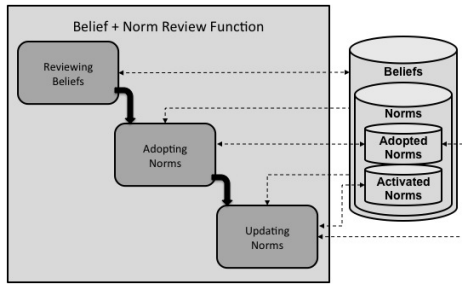 Belief + Norm Review Function
Reviewing
Beliefs
Adopting
Norms
Updating
Norms
Beliefs
Norms
Adopted
Norms
Activated
Norms